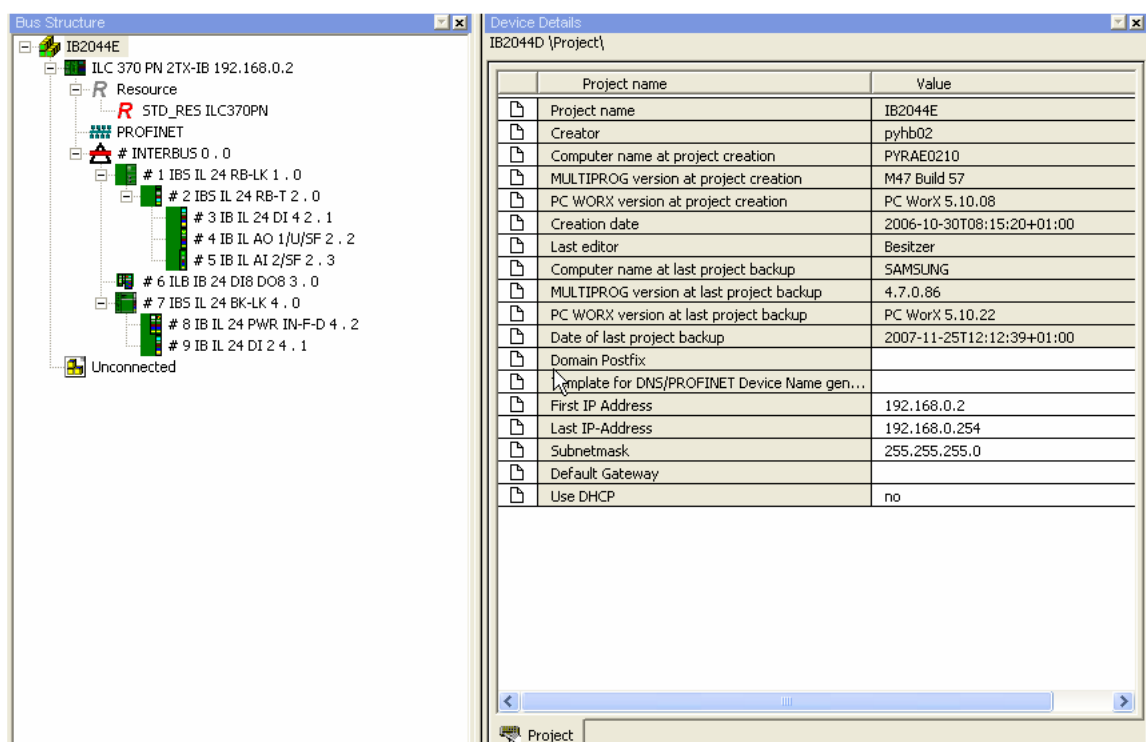 Bus Structure
IB2044E
ILC 370 PN 2TX-IB 192.168.0.2
R Resource
R STD_RES ILC370PN
PROFINET
# INTERBUS 0 . 0
# 1 IBS IL 24 RB-LK 1 . 0
# 2 IBS IL 24 RB-T 2 . 0
# 3 IB IL 24 DI 4 2 . 1
# 4 IB IL AO 1/U/SF 2 . 2
# 5 IB IL AI 2/SF 2 . 3
# 6 ILB IB 24 DI8 DO8 3 . 0
# 7 IBS IL 24 BK-LK 4 . 0
# 8 IB IL 24 PWR IN-F-D 4 . 2
# 9 IB IL 24 DI 2 4 . 1
Unconnected
Device Details
IB2044D \Project\
Project name Value
Project name IB2044E
Creator pyhb02
Computer name at project creation PYRAE0210
MULTIPROG version at project creation M47 Build 57
PC WORX version at project creation PC WorX 5.10.08
Creation date 2006-10-30T08:15:20+01:00
Last editor Besitzer
Computer name at last project backup SAMSUNG
MULTIPROG version at last project backup 4.7.0.86
PC WORX version at last project backup PC WorX 5.10.22
Date of last project backup 2007-11-25T12:12:39+01:00
Domain Postfix
Template for DNS/PROFINET Device Name gen...
First IP Address 192.168.0.2
Last IP-Address 192.168.0.254
Subnetmask 255.255.255.0
Default Gateway
Use DHCP no
Project